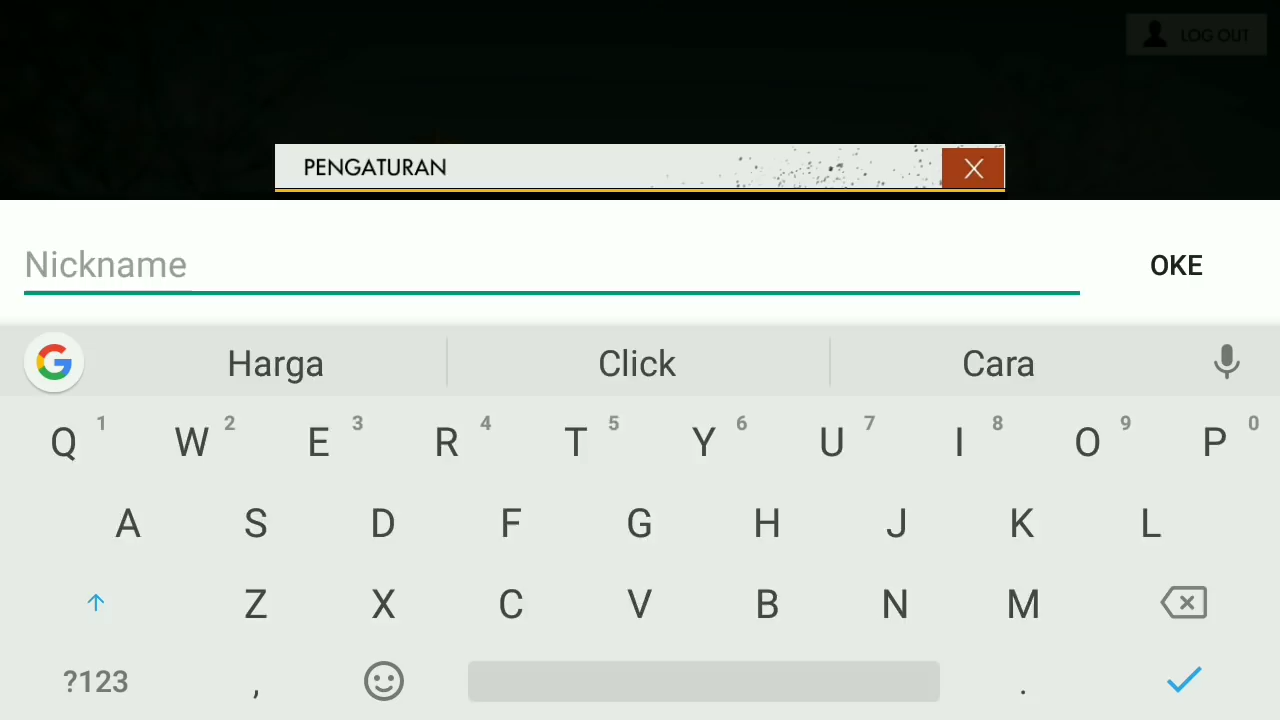 LOG OUT
PENGATURAN
X
Nickname
OKE
G Harga Click Cara
Q 1 W 2 E 3 R 4 T 5 Y 6 U 7 I 8 O 9 P 0
A S D F G H J K L
Z X C V B N M
?123 , .